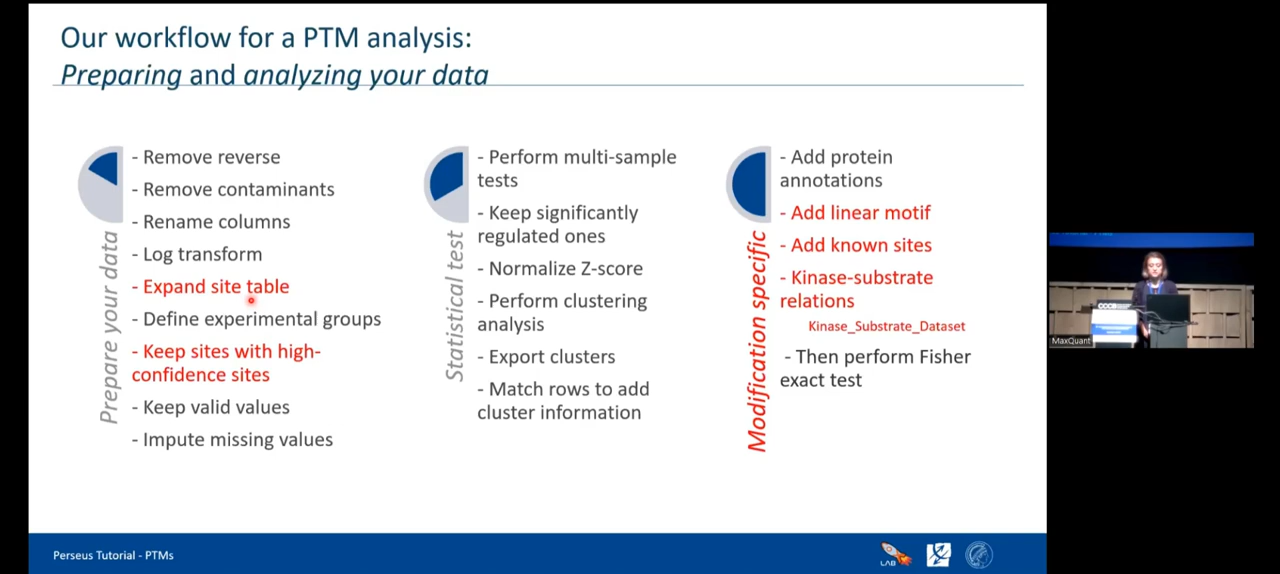 Our workflow for a PTM analysis:
Preparing and analyzing your data
Prepare your data
- Remove reverse
- Remove contaminants
- Rename columns
- Log transform
- Expand site table
- Define experimental groups
- Keep sites with high-
confidence sites
- Keep valid values
- Impute missing values
Statistical test
- Perform multi-sample
tests
- Keep significantly
regulated ones
- Normalize Z-score
- Perform clustering
analysis
- Export clusters
- Match rows to add
cluster information
Modification specific
- Add protein
annotations
- Add linear motif
- Add known sites
- Kinase-substrate
relations
Kinase_Substrate_Dataset
- Then perform Fisher
exact test
MaxQuant
Perseus Tutorial - PTMs
LAB